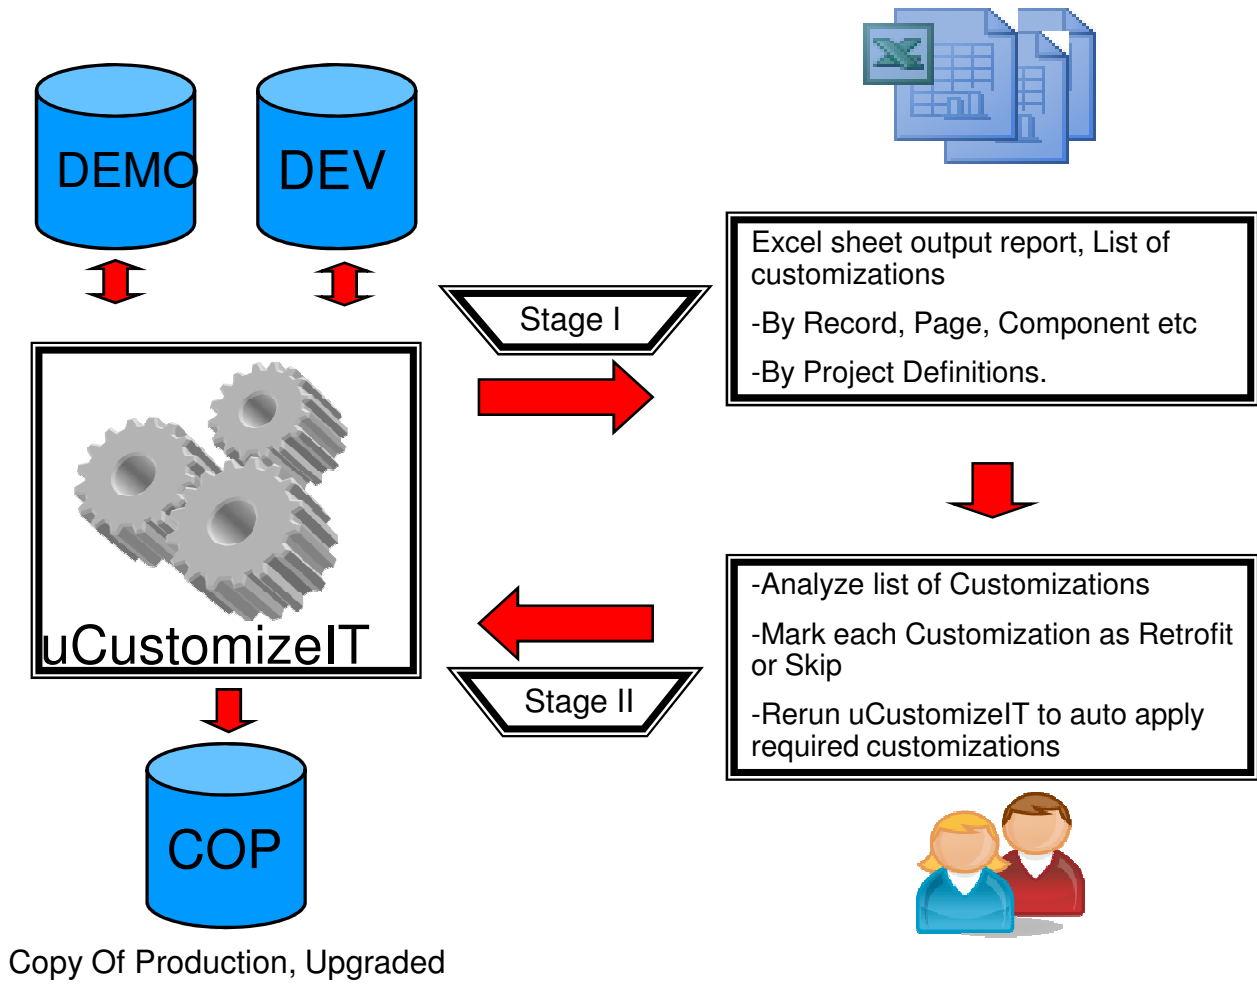 DEMO
DEV
Stage I
Excel sheet output report, List of
customizations
-By Record, Page, Component etc
-By Project Definitions.
uCustomizeIT
Stage II
-Analyze list of Customizations
-Mark each Customization as Retrofit
or Skip
-Rerun uCustomizeIT to auto apply
required customizations
COP
Copy Of Production, Upgraded